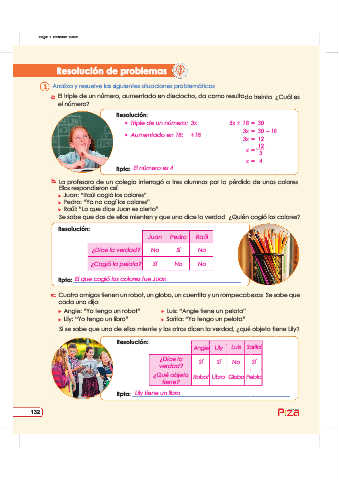 Resolución de problemas
1 Analiza y resuelve las siguientes situaciones problemáticas
a. El triple de un número, aumentado en dieciocho, da como resultado treinta ¿Cuál es
el número?
Resolución:
• Triple de un número: 3x
• Aumentado en 18: +18
3x + 18 = 30
3x = 30 – 18
3x = 12
x = 12/3
x = 4
Rpta: El número es 4
b. La profesora de un colegio interrogó a tres alumnos por la pérdida de unos colores
Ellos respondieron así:
▸ Juan: "Raúl cogió los colores"
▸ Pedro: "Yo no cogí los colores"
▸ Raúl: "Lo que dice Juan es cierto"
Se sabe que dos de ellos mienten y que uno dice la verdad ¿Quién cogió los colores?
Resolución:
Juan Pedro Raúl
¿Dice la verdad? No Sí No
¿Cogió la pelota? Sí No No
Rpta: El que cogió los colores fue Juan
c. Cuatro amigos tienen un robot, un globo, un cuentito y un rompecabezas Se sabe que
cada uno dijo:
▸ Angie: "Yo tengo un robot" ▸ Luis: "Angie tiene un pelota"
▸ Lily: "Yo tengo un libro" ▸ Sarita: "Yo tengo un pelota"
Si se sabe que uno de ellos miente y los otros dicen la verdad, ¿qué objeto tiene Lily?
Resolución:
Angie Lily Luis Sarita
¿Dice la
verdad? Sí Sí No Sí
¿Qué objeto
tiene? Robot Libro Globo Pelota
Rpta: Lily tiene un libro
132